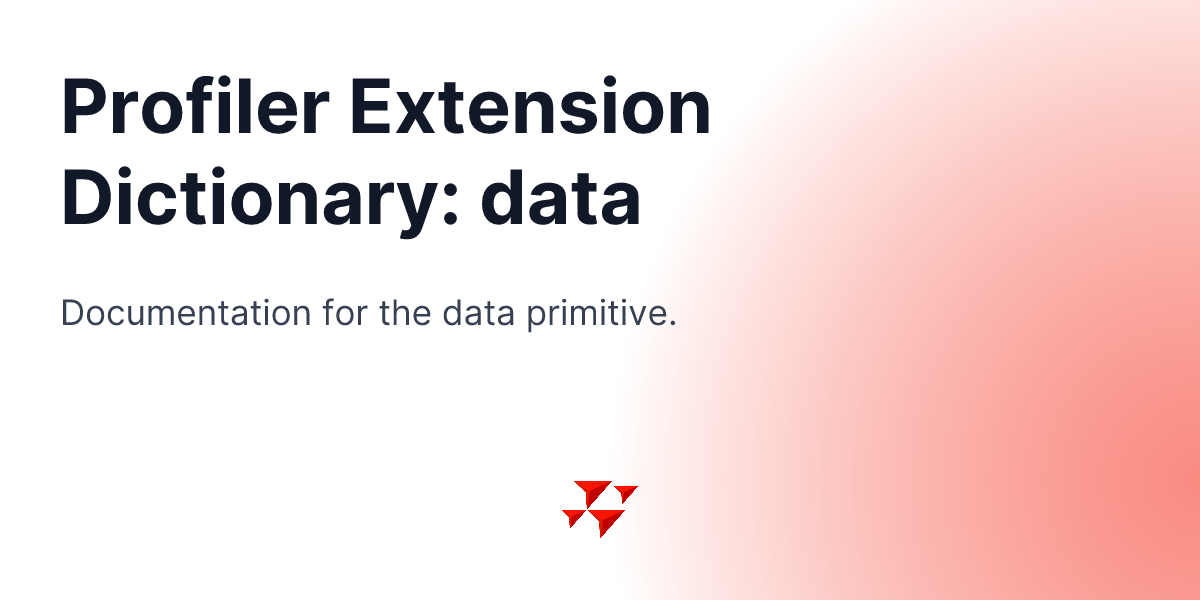 Profiler Extension
Dictionary: data
Documentation for the data primitive.